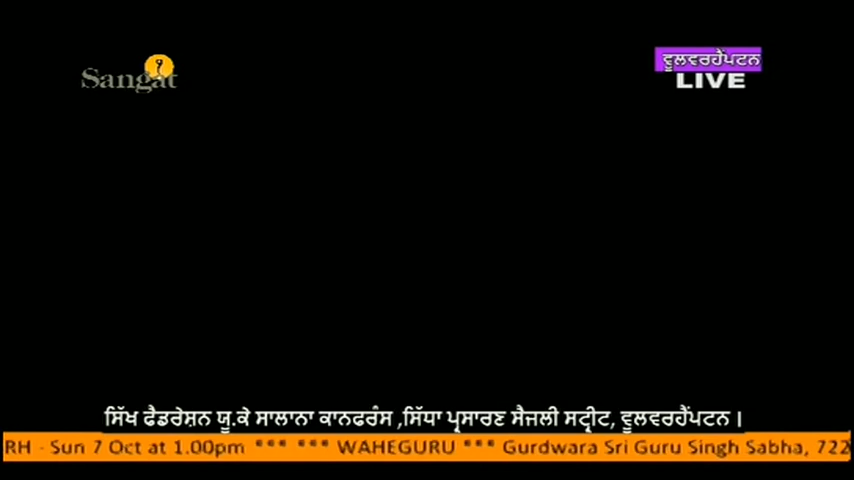 Sangat
ਵੂਲਵਰਹੈਂਪਟਨ
LIVE
ਸਿੱਖ ਫੈਡਰੇਸ਼ਨ ਯੂ.ਕੇ ਸਾਲਾਨਾ ਕਾਨਫਰੰਸ ,ਸਿੱਧਾ ਪ੍ਰਸਾਰਣ ਸੈਜਲੀ ਸਟ੍ਰੀਟ, ਵੂਲਵਰਹੈਂਪਟਨ ।
RH - Sun 7 Oct at 1.00pm *** *** WAHEGURU *** Gurdwara Sri Guru Singh Sabha, 722